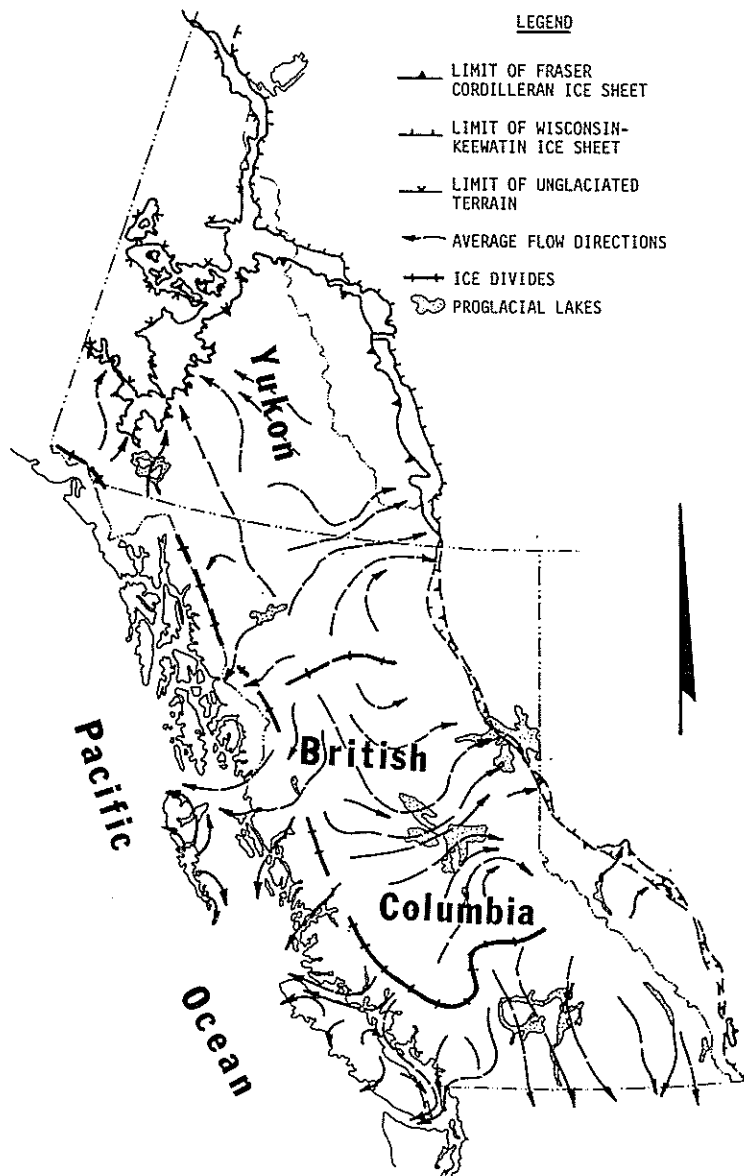 LEGEND
LIMIT OF FRASER
CORDILLERAN ICE SHEET
LIMIT OF WISCONSIN-
KEEWATIN ICE SHEET
LIMIT OF UNGLACIATED
TERRAIN
AVERAGE FLOW DIRECTIONS
ICE DIVIDES
PROGLACIAL LAKES
Yukon
British
Columbia
Pacific
Ocean